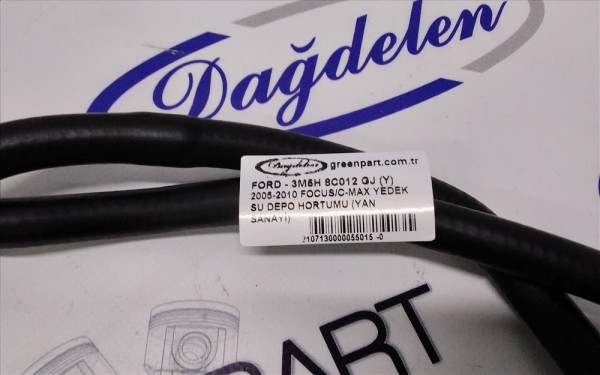 Dağdelen
Dağdelen greenpart.com.tr
FORD - 3M5H 8C012 GJ (Y)
2005-2010 FOCUS/C-MAX YEDEK
SU DEPO HORTUMU (YAN
SANAYİ)
2107130000055015 -0
PART